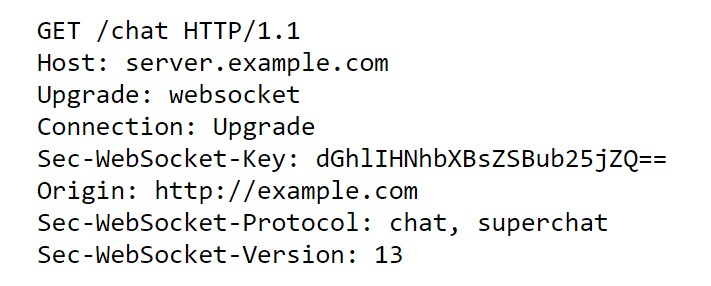 GET /chat HTTP/1.1
Host: server.example.com
Upgrade: websocket
Connection: Upgrade
Sec-WebSocket-Key: dGhlIHNhbXBsZSBub25jZQ==
Origin: http://example.com
Sec-WebSocket-Protocol: chat, superchat
Sec-WebSocket-Version: 13